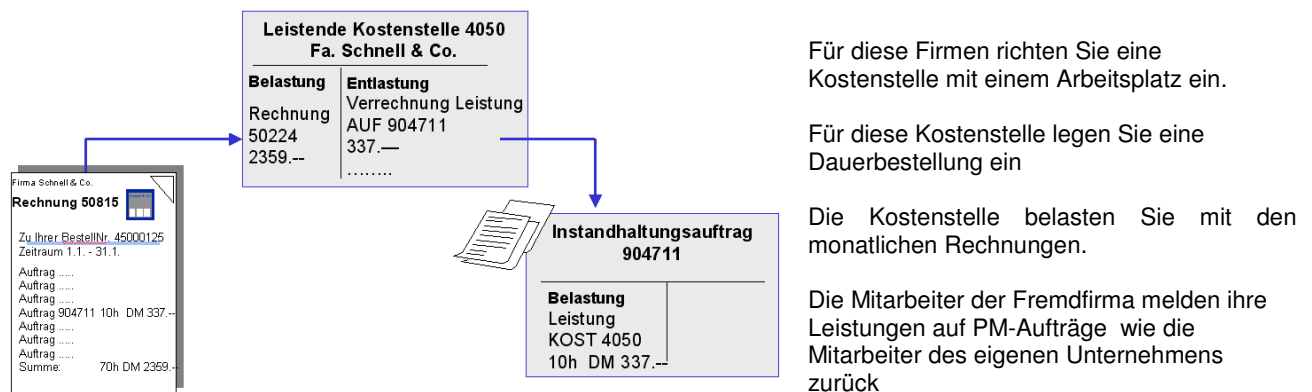 Leistende Kostenstelle 4050
Fa. Schnell & Co.
Belastung
Rechnung
50224
2359.--
Entlastung
Verrechnung Leistung
AUF 904711
337.—
........
Firma Schnell & Co.
Rechnung 50815
Zu Ihrer BestellNr. 45000125
Zeitraum 1.1. - 31.1.
Auftrag .....
Auftrag .....
Auftrag .....
Auftrag 904711 10h DM 337.--
Auftrag .....
Auftrag .....
Auftrag .....
Summe: 70h DM 2359.--
Instandhaltungsauftrag
904711
Belastung
Leistung
KOST 4050
10h DM 337.--
Für diese Firmen richten Sie eine
Kostenstelle mit einem Arbeitsplatz ein.
Für diese Kostenstelle legen Sie eine
Dauerbestellung ein
Die Kostenstelle belasten Sie mit den
monatlichen Rechnungen.
Die Mitarbeiter der Fremdfirma melden ihre
Leistungen auf PM-Aufträge wie die
Mitarbeiter des eigenen Unternehmens
zurück